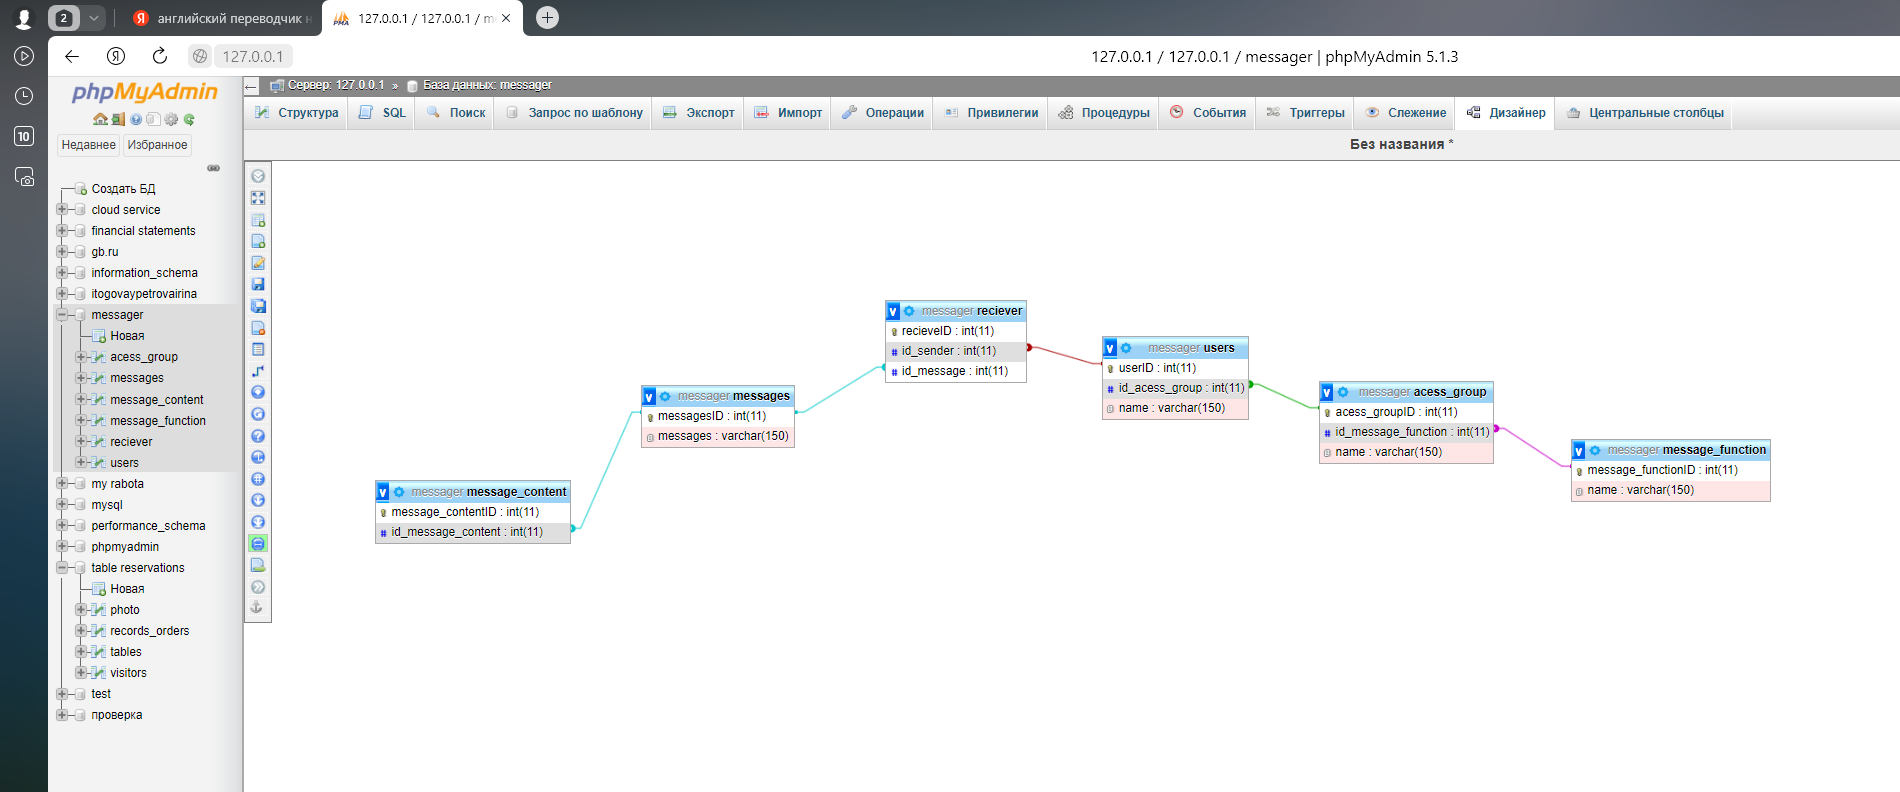 2
английский переводчик н
127.0.0.1 / 127.0.0.1 / m
127.0.0.1
127.0.0.1 / 127.0.0.1 / messager | phpMyAdmin 5.1.3
10
phpMyAdmin
Недавнее Избранное
Создать БД
cloud service
financial statements
gb.ru
information_schema
itogovaypetrovairina
messager
Новая
acess_group
messages
message_content
message_function
reciever
users
my rabota
mysql
performance_schema
phpmyadmin
table reservations
Новая
photo
records_orders
tables
visitors
test
проверка
Сервер: 127.0.0.1 » База данных: messager
Структура SQL Поиск Запрос по шаблону Экспорт Импорт Операции Привилегии Процедуры События Триггеры Слежение Дизайнер Центральные столбцы
Без названия *
messager message_content
message_contentID : int(11)
id_message_content : int(11)
messager messages
messagesID : int(11)
messages : varchar(150)
messager reciever
recieveID : int(11)
id_sender : int(11)
id_message : int(11)
messager users
userID : int(11)
id_acess_group : int(11)
name : varchar(150)
messager acess_group
acess_groupID : int(11)
id_message_function : int(11)
name : varchar(150)
messager message_function
message_functionID : int(11)
name : varchar(150)